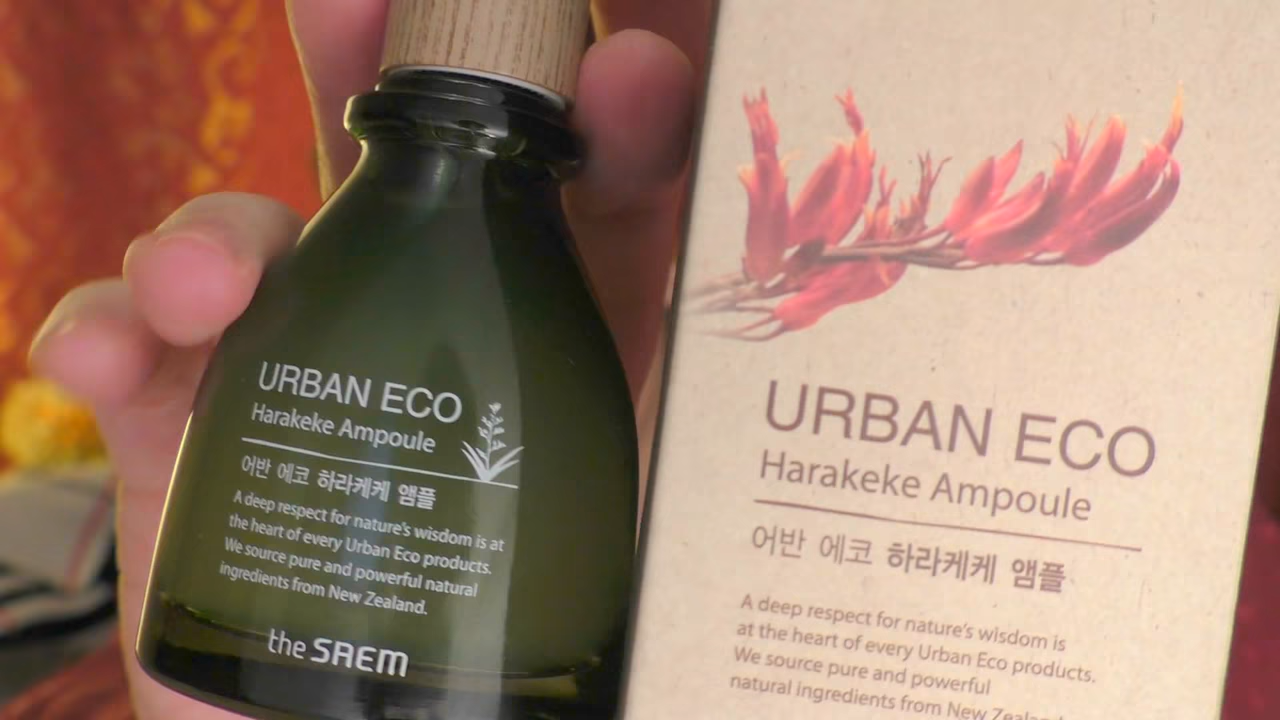 URBAN ECO
Harakeke Ampoule
어반 에코 하라케케 앰플
A deep respect for nature's wisdom is at
the heart of every Urban Eco products.
We source pure and powerful natural
ingredients from New Zealand.
the SAEM
URBAN ECO
Harakeke Ampoule
어반 에코 하라케케 앰플
A deep respect for nature's wisdom is
at the heart of every Urban Eco products.
We source pure and powerful
natural ingredients from New Zealand.